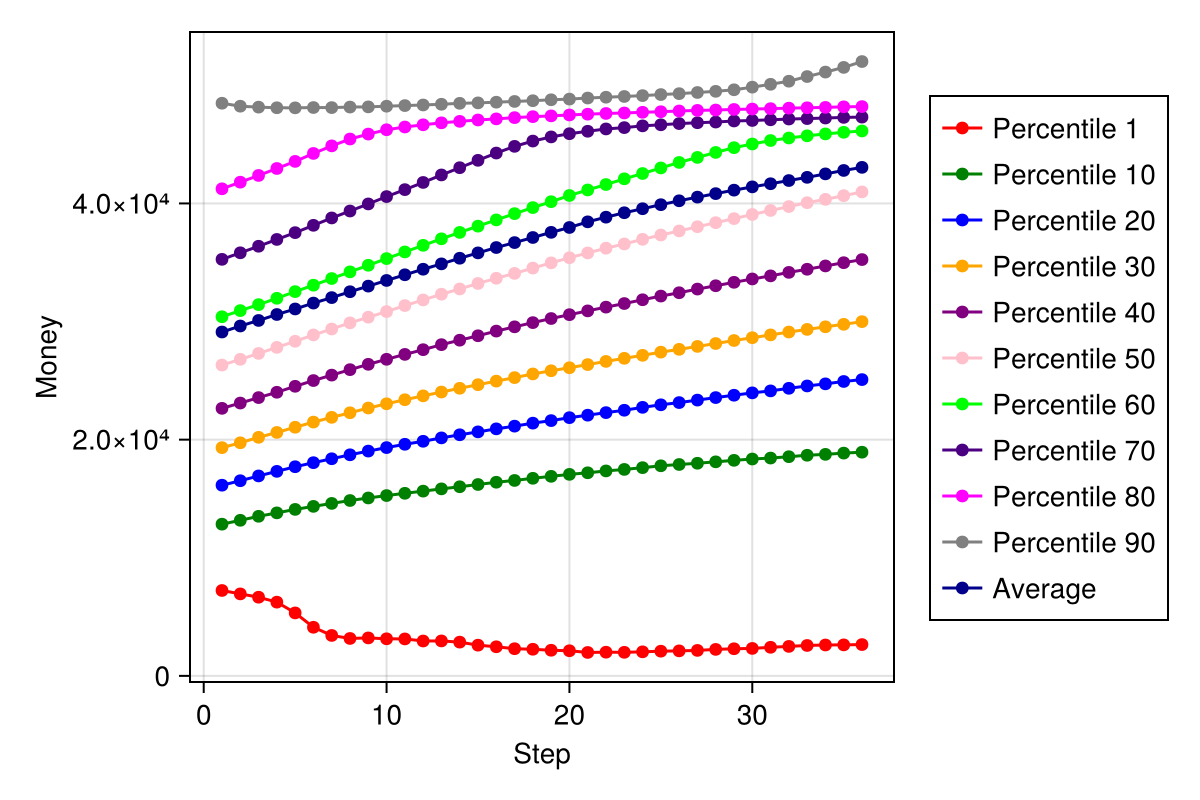 Money
4.0×10⁴
2.0×10⁴
0
0 10 20 30
Step
Percentile 1
Percentile 10
Percentile 20
Percentile 30
Percentile 40
Percentile 50
Percentile 60
Percentile 70
Percentile 80
Percentile 90
Average